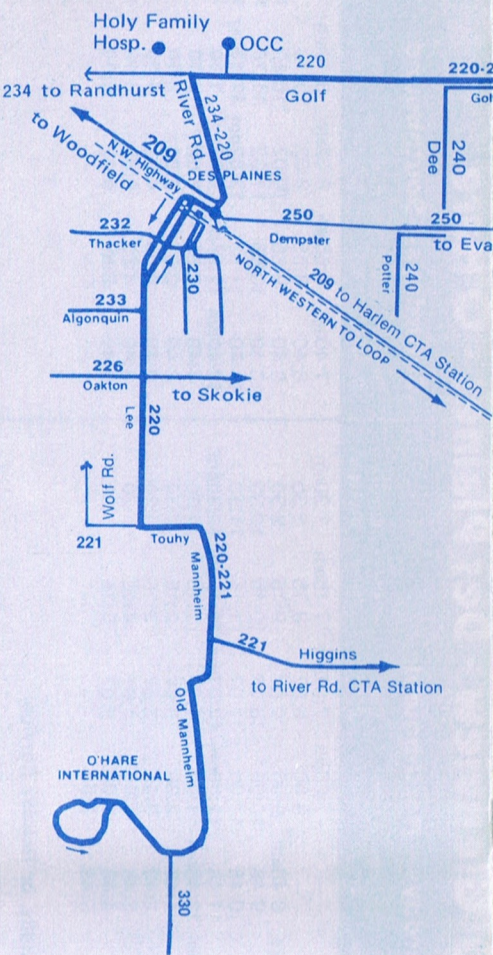 Holy Family
Hosp.
OCC
220
220-2
234 to Randhurst
Golf
Gol
River Rd.
234-220
209
N.W. Highway
to Woodfield
DES PLAINES
Dee
240
232
Thacker
250
Dempster
250
to Eva
230
Potter
240
209 to Harlem CTA Station
NORTH WESTERN TO LOOP
233
Algonquin
226
Oakton
to Skokie
Lee
220
Wolf Rd.
221
Touhy
Mannheim
220-221
221
Higgins
to River Rd. CTA Station
Old Mannheim
O'HARE
INTERNATIONAL
330